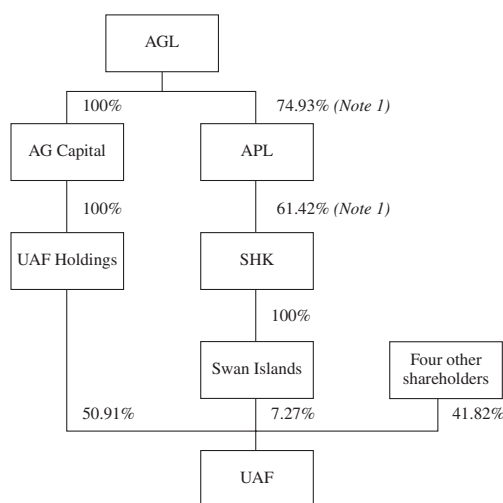 AGL
100%
74.93% (Note 1)
AG Capital
APL
100%
61.42% (Note 1)
UAF Holdings
SHK
100%
Swan Islands
Four other
shareholders
50.91%
7.27%
41.82%
UAF